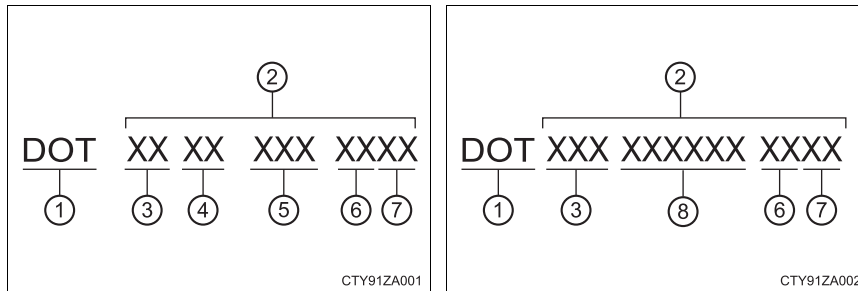 ②
DOT XX XX XXX XXXX
① ③ ④ ⑤ ⑥ ⑦
CTY91ZA001
②
DOT XXX XXXXXX XXXX
① ③ ⑧ ⑥ ⑦
CTY91ZA002